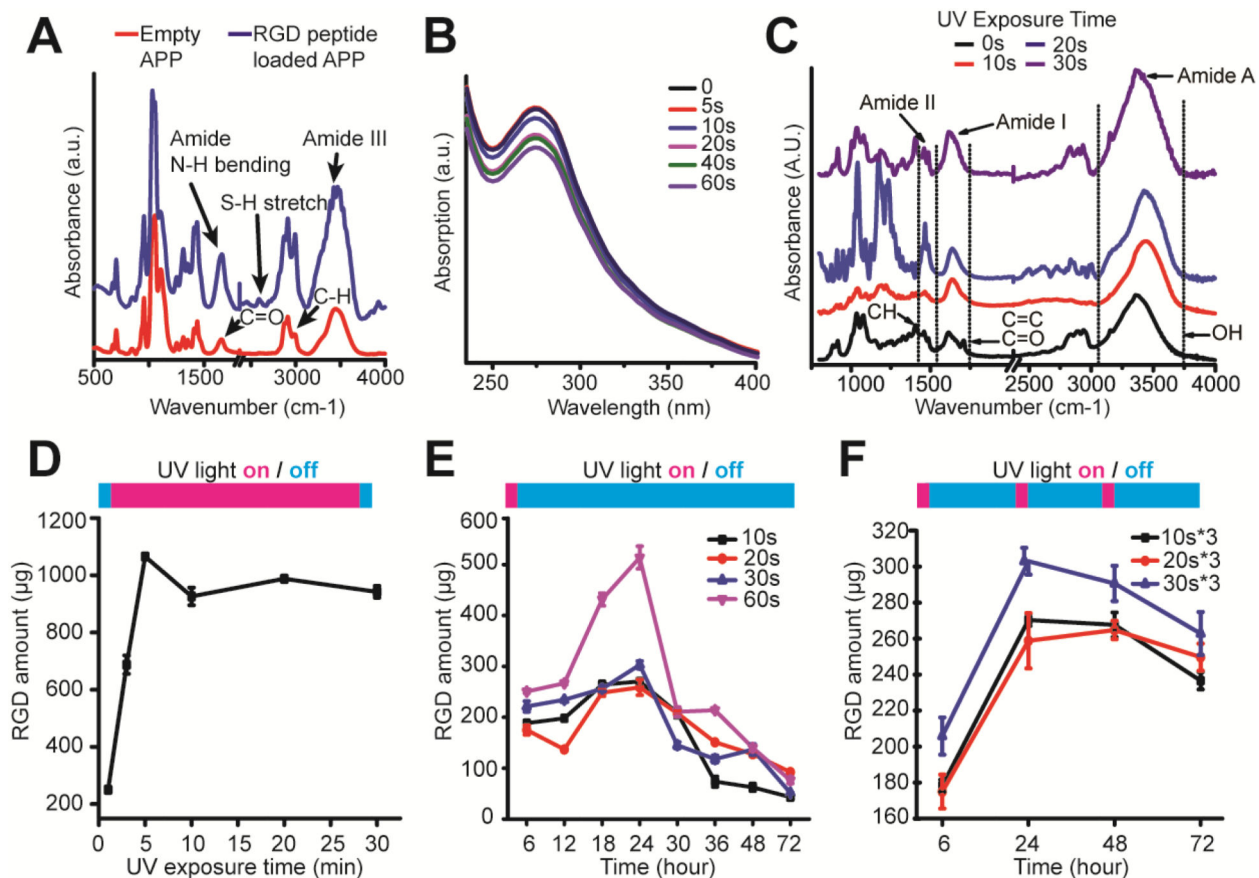 A
Empty
APP
RGD peptide
loaded APP
Amide
N-H bending
Amide III
S-H stretch
C=O
C-H
Absorbance (a.u.)
500
1500
3000
4000
Wavenumber (cm-1)
B
0
5s
10s
20s
40s
60s
Absorption (a.u.)
250
300
350
400
Wavelength (nm)
C
UV Exposure Time
0s
20s
10s
30s
Amide II
Amide I
Amide A
CH
C=C
C=O
OH
Absorbance (A.U.)
1000
1500
2500
3000
3500
4000
Wavenumber (cm-1)
D
UV light on / off
1200
1000
800
600
400
200
RGD amount (µg)
0
5
10
15
20
25
30
UV exposure time (min)
E
UV light on / off
10s
20s
30s
60s
600
500
400
300
200
100
0
RGD amount (µg)
6
12
18
24
30
36
48
72
Time (hour)
F
UV light on / off
10s*3
20s*3
30s*3
320
300
280
260
240
220
200
180
160
RGD amount (µg)
6
24
48
72
Time (hour)